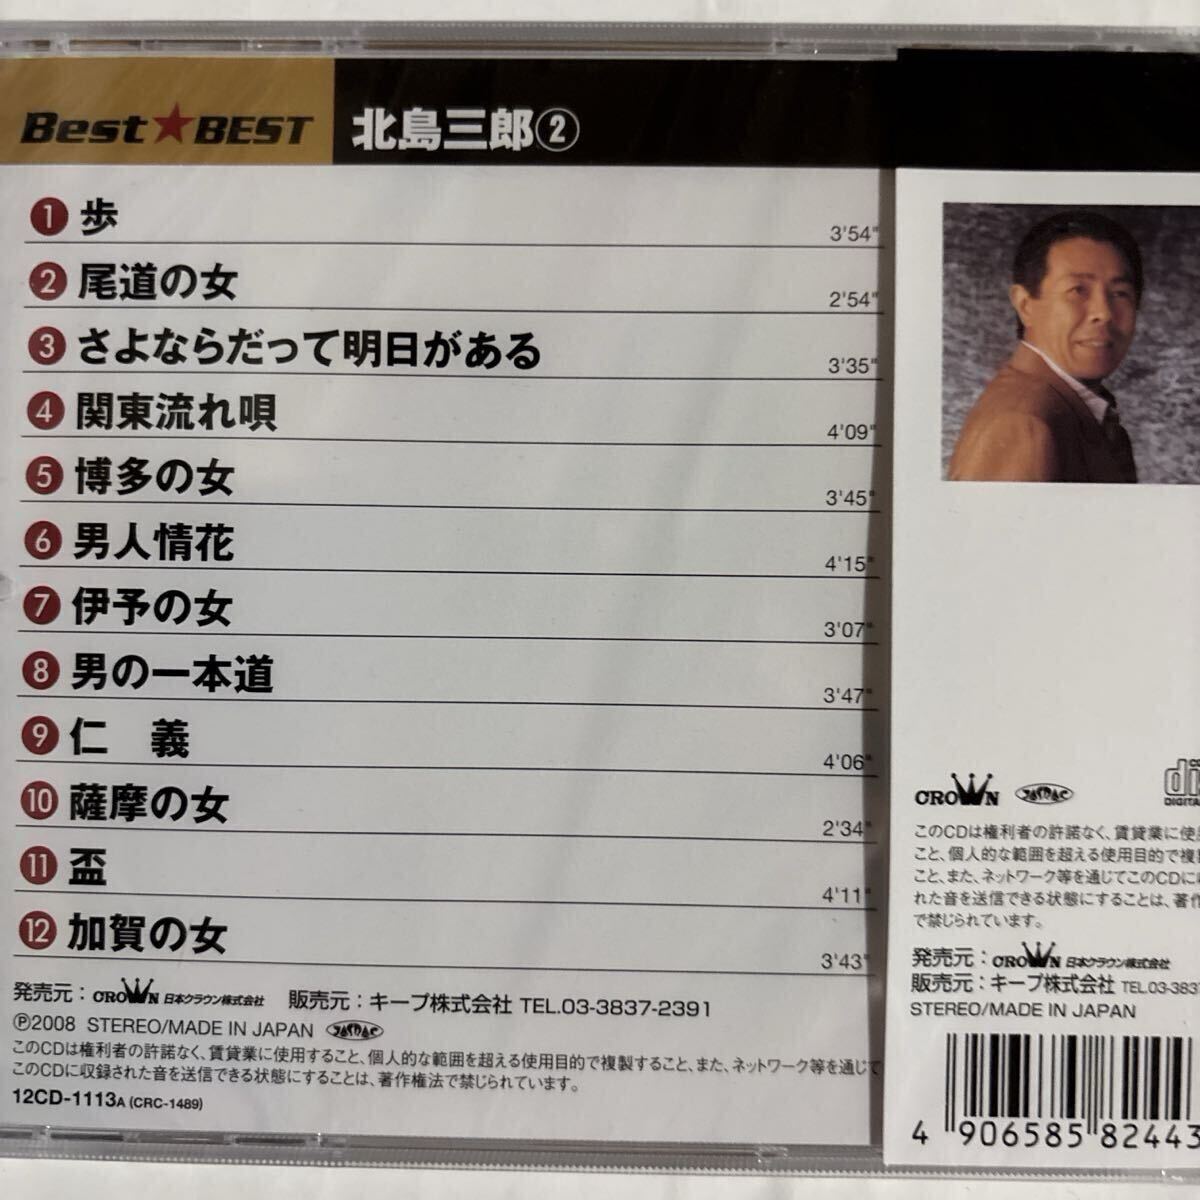 Best★BEST 北島三郎②
1 歩 3'54"
2 尾道の女 2'54"
3 さよならだって明日がある 3'35"
4 関東流れ唄 4'09"
5 博多の女 3'45"
6 男人情花 4'15"
7 伊予の女 3'07"
8 男の一本道 3'47"
9 仁　義 4'06"
10 薩摩の女 2'34"
11 盃 4'11"
12 加賀の女 3'43"
発売元：CROWN 日本クラウン株式会社 販売元：キープ株式会社 TEL.03-3837-2391
Ⓟ2008 STEREO/MADE IN JAPAN JASRAC
このCDは権利者の許諾なく、賃貸業に使用すること、個人的な範囲を超える使用目的で複製すること、また、ネットワーク等を通じて
このCDに収録された音を送信できる状態にすることは、著作権法で禁じられています。
12CD-1113A (CRC-1489)
CROWN JASRAC
DIGITAL
このCDは権利者の許諾なく、賃貸業に使用
こと、個人的な範囲を超える使用目的で複製
こと、また、ネットワーク等を通じてこのCDに収
れた音を送信できる状態にすることは、著作
で禁じられています。
発売元：CROWN 日本クラウン株式会社
販売元：キープ株式会社 TEL.03-3837
STEREO/MADE IN JAPAN
4 906585 82443